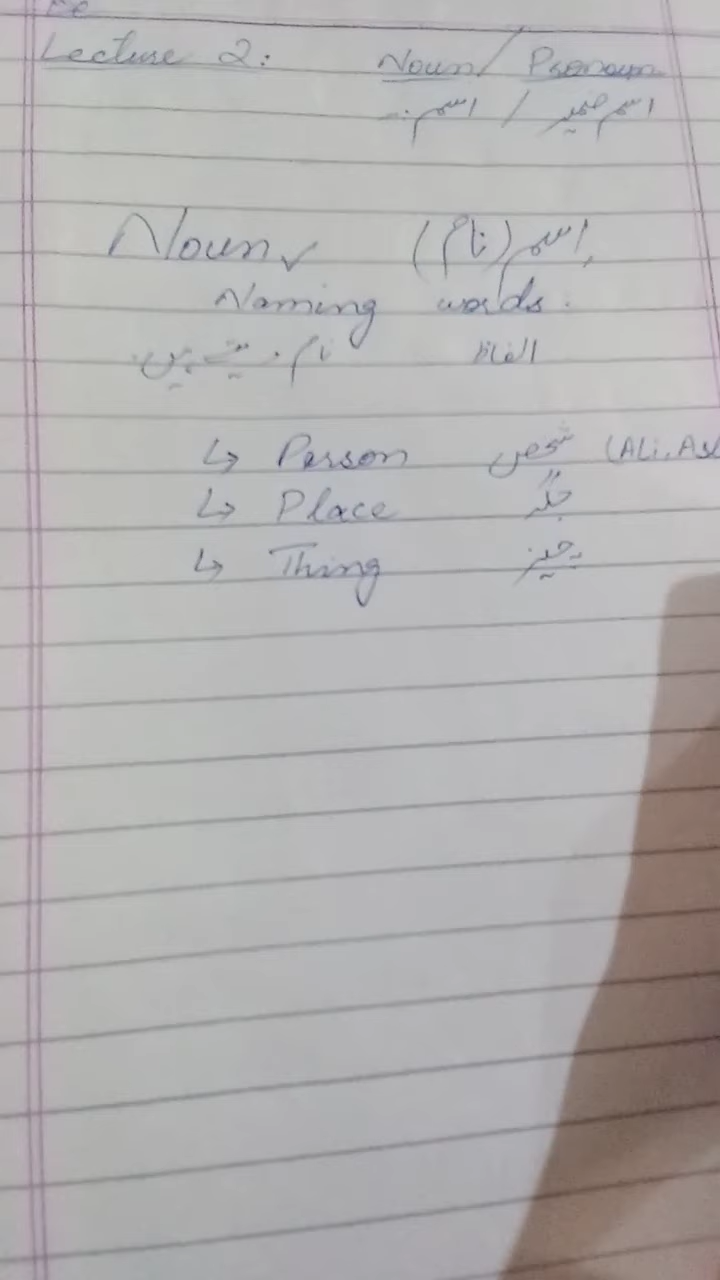 Lecture 2: Noun / Pronoun
اسم / اسم ضمیر
Noun ✓ (نام) اسم
Naming words.
نام الفاظ
↳ Person شخص (ALi, As
↳ Place جگہ
↳ Thing چیز